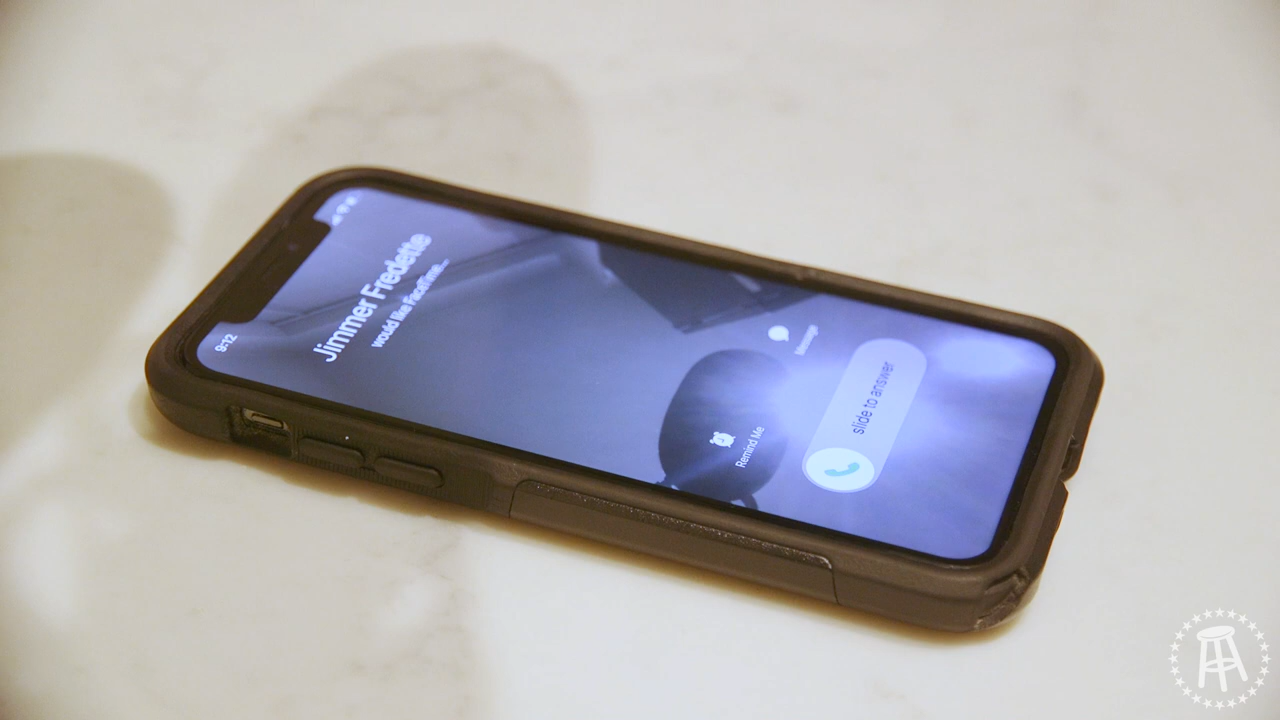 9:12
Jimmer Fredette
would like FaceTime...
Remind Me
Message
slide to answer